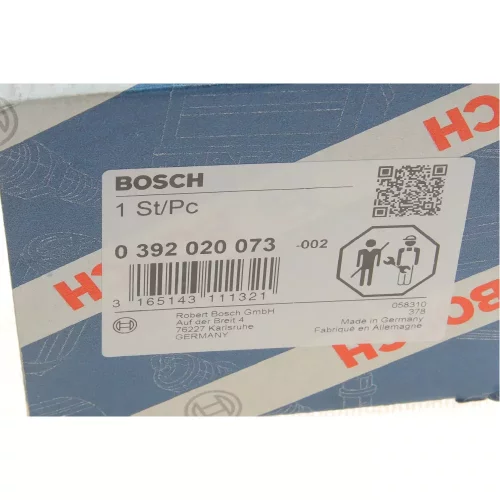 BOSCH
BOSCH
1 St/Pc
0 392 020 073 -002
3 165143 111321
Robert Bosch GmbH
Auf der Breit 4
76227 Karlsruhe
GERMANY
058310
378
Made in Germany
Fabriqué en Allemagne
CH
BOSCH